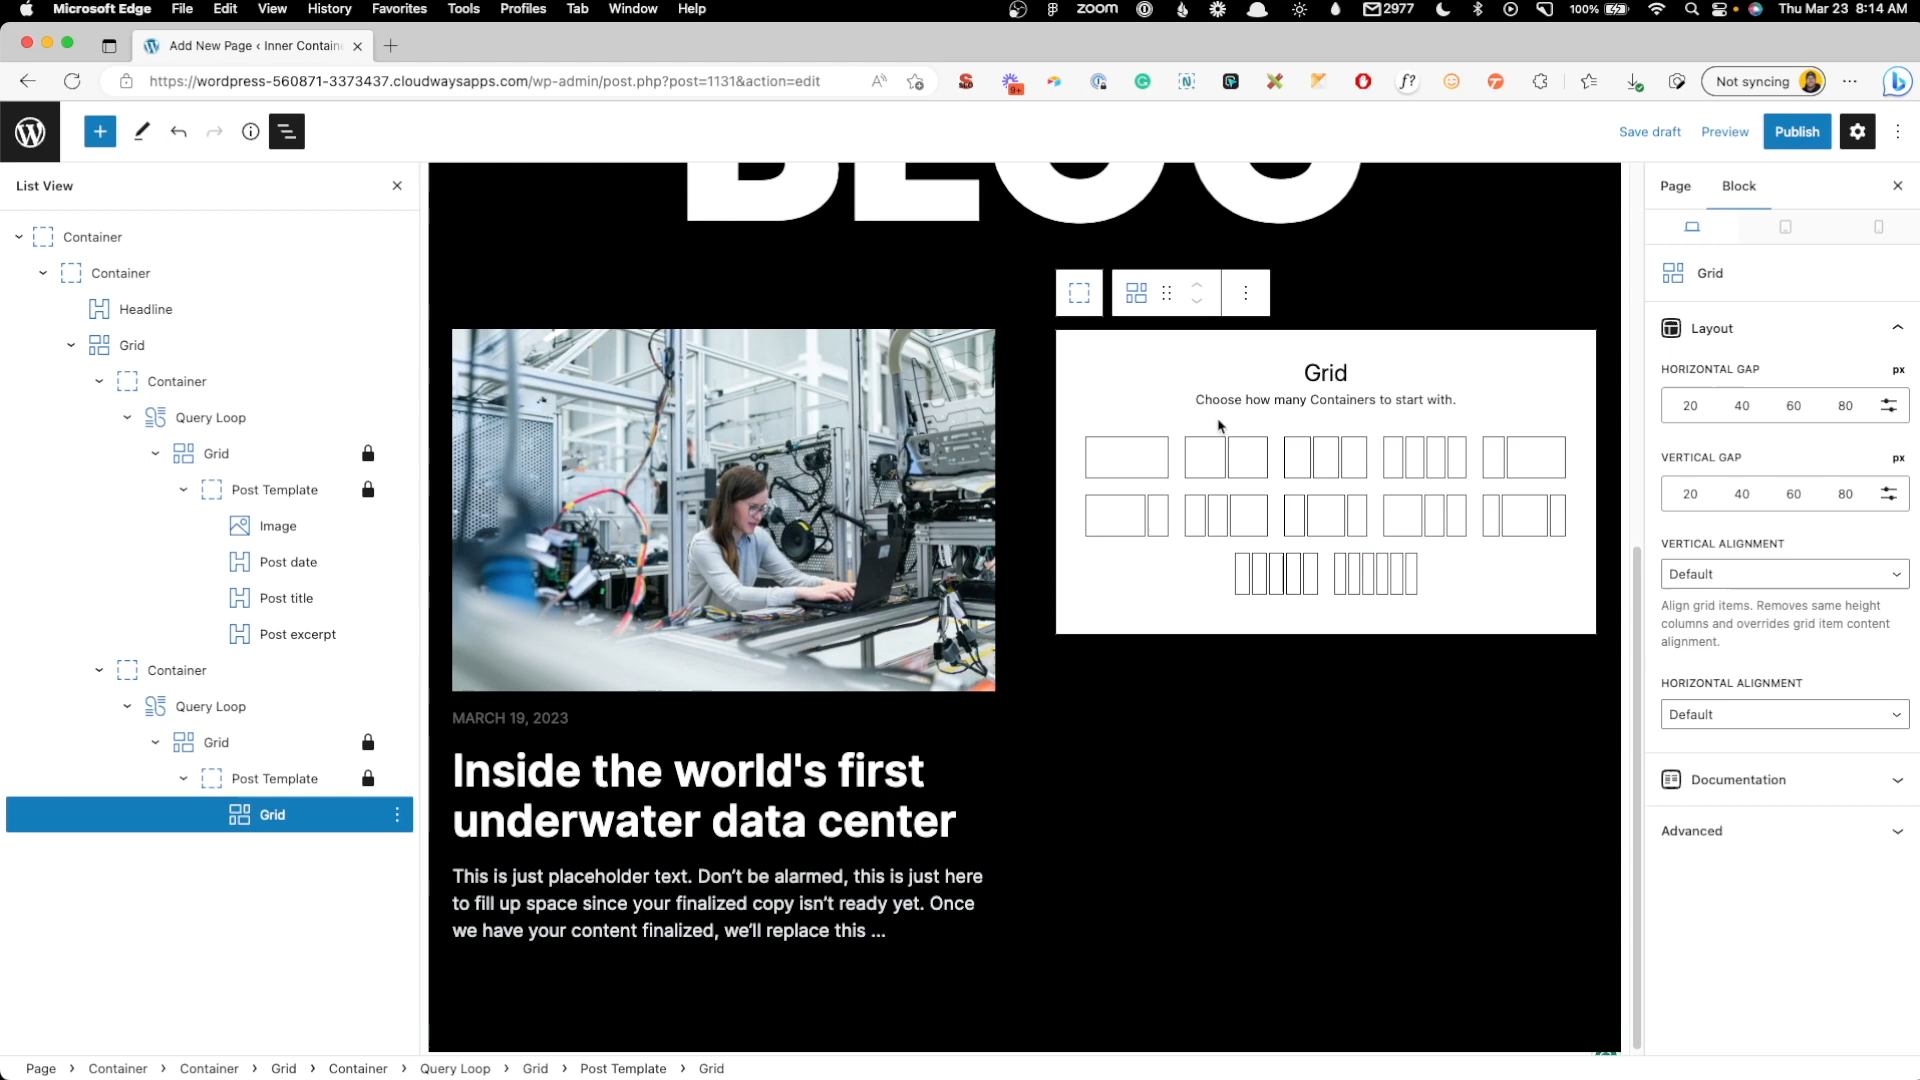 Microsoft Edge File Edit View History Favorites Tools Profiles Tab Window Help zoom 2977 100% Thu Mar 23 8:14 AM
Add New Page ‹ Inner Contain
https://wordpress-560871-3373437.cloudwaysapps.com/wp-admin/post.php?post=1131&action=edit
9+
f?
Not syncing
Save draft
Preview
Publish
List View
Container
Container
Headline
Grid
Container
Query Loop
Grid
Post Template
Image
Post date
Post title
Post excerpt
Container
Query Loop
Grid
Post Template
Grid
BLOG
Grid
Choose how many Containers to start with.
MARCH 19, 2023
Inside the world's first
underwater data center
This is just placeholder text. Don't be alarmed, this is just here
to fill up space since your finalized copy isn't ready yet. Once
we have your content finalized, we'll replace this ...
Page Block
Grid
Layout
HORIZONTAL GAP px
20 40 60 80
VERTICAL GAP px
20 40 60 80
VERTICAL ALIGNMENT
Default
Align grid items. Removes same height
columns and overrides grid item content
alignment.
HORIZONTAL ALIGNMENT
Default
Documentation
Advanced
Page › Container › Container › Grid › Container › Query Loop › Grid › Post Template › Grid